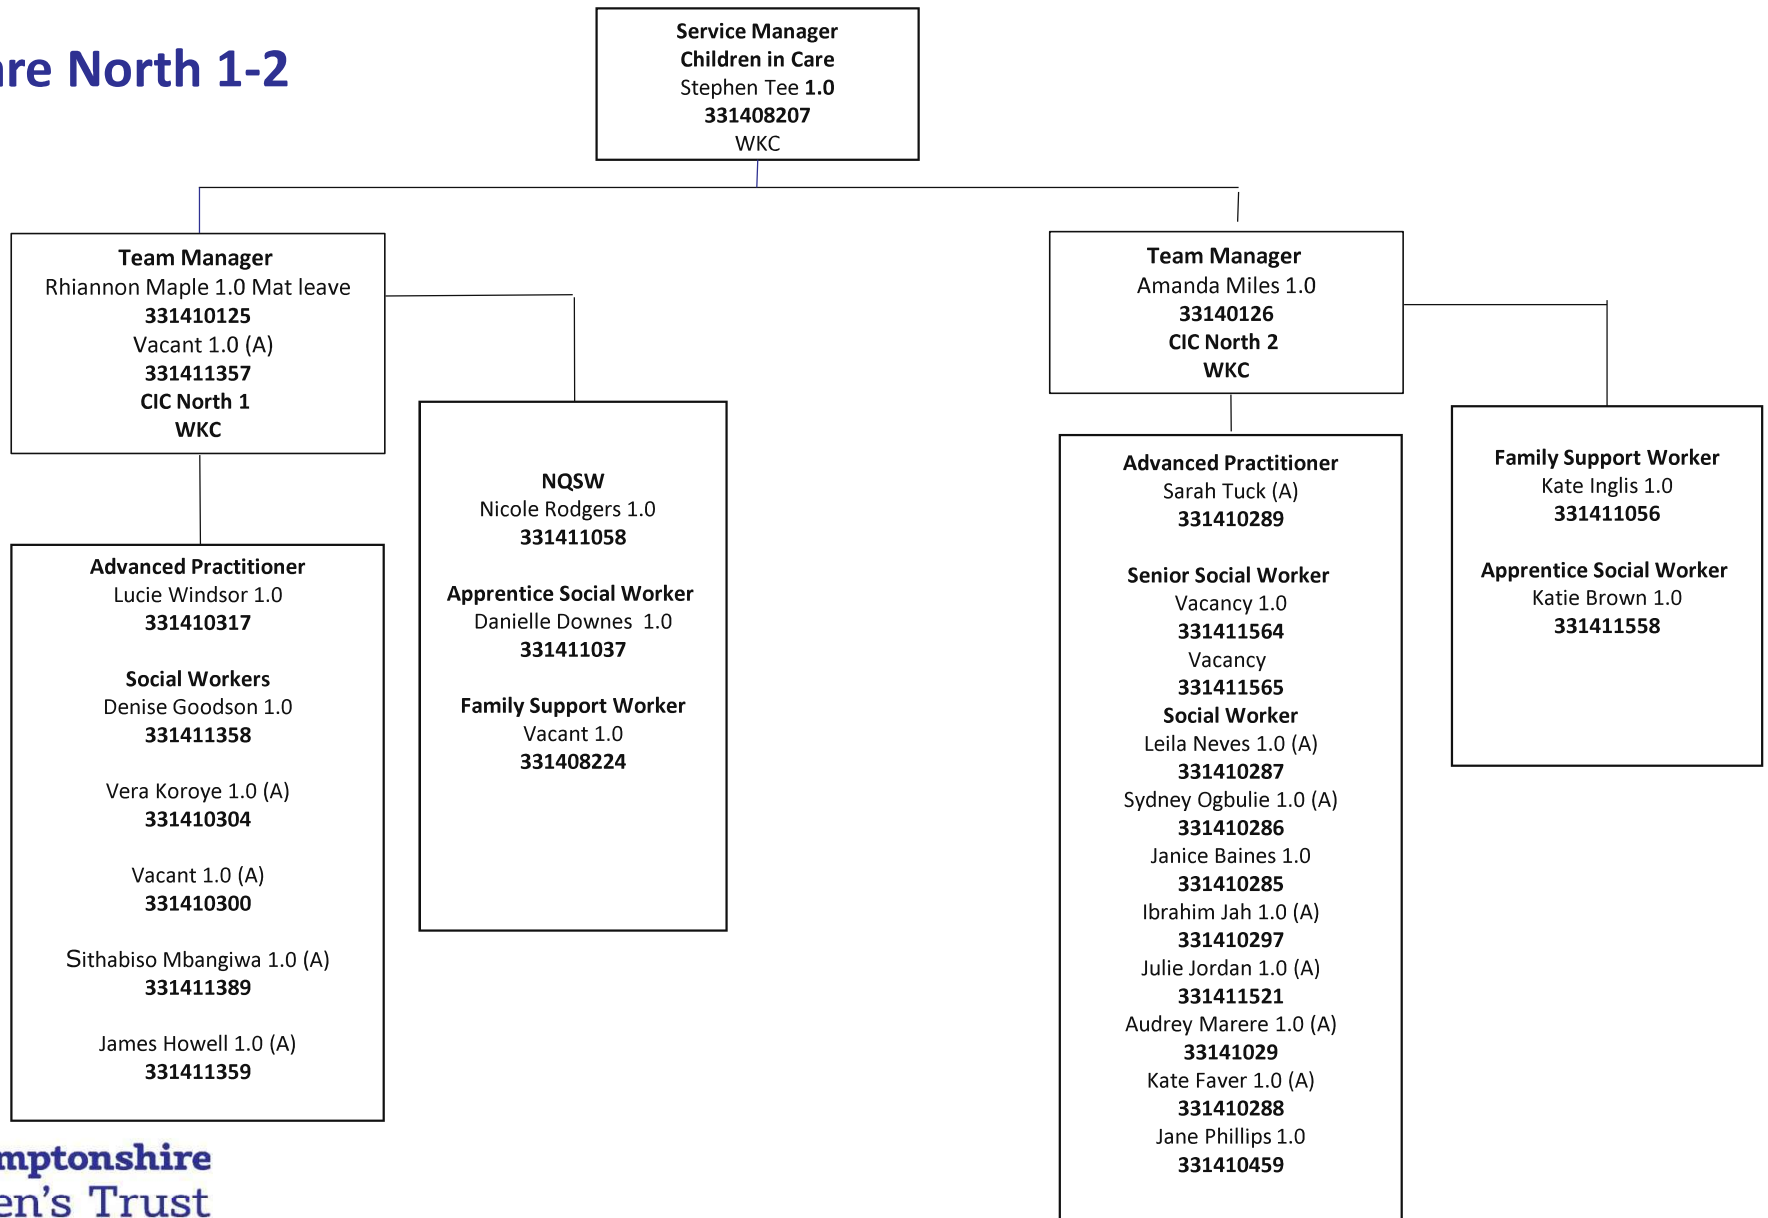 are North 1-2
Service Manager
Children in Care
Stephen Tee 1.0
331408207
WKC
Team Manager
Rhiannon Maple 1.0 Mat leave
331410125
Vacant 1.0 (A)
331411357
CIC North 1
WKC
Team Manager
Amanda Miles 1.0
33140126
CIC North 2
WKC
NQSW
Nicole Rodgers 1.0
331411058
Apprentice Social Worker
Danielle Downes 1.0
331411037
Family Support Worker
Vacant 1.0
331408224
Advanced Practitioner
Lucie Windsor 1.0
331410317
Social Workers
Denise Goodson 1.0
331411358
Vera Koroye 1.0 (A)
331410304
Vacant 1.0 (A)
331410300
Sithabiso Mbangiwa 1.0 (A)
331411389
James Howell 1.0 (A)
331411359
Advanced Practitioner
Sarah Tuck (A)
331410289
Senior Social Worker
Vacancy 1.0
331411564
Vacancy
331411565
Social Worker
Leila Neves 1.0 (A)
331410287
Sydney Ogbulie 1.0 (A)
331410286
Janice Baines 1.0
331410285
Ibrahim Jah 1.0 (A)
331410297
Julie Jordan 1.0 (A)
331411521
Audrey Marere 1.0 (A)
33141029
Kate Faver 1.0 (A)
331410288
Jane Phillips 1.0
331410459
Family Support Worker
Kate Inglis 1.0
331411056
Apprentice Social Worker
Katie Brown 1.0
331411558
mptonshire
en's Trust